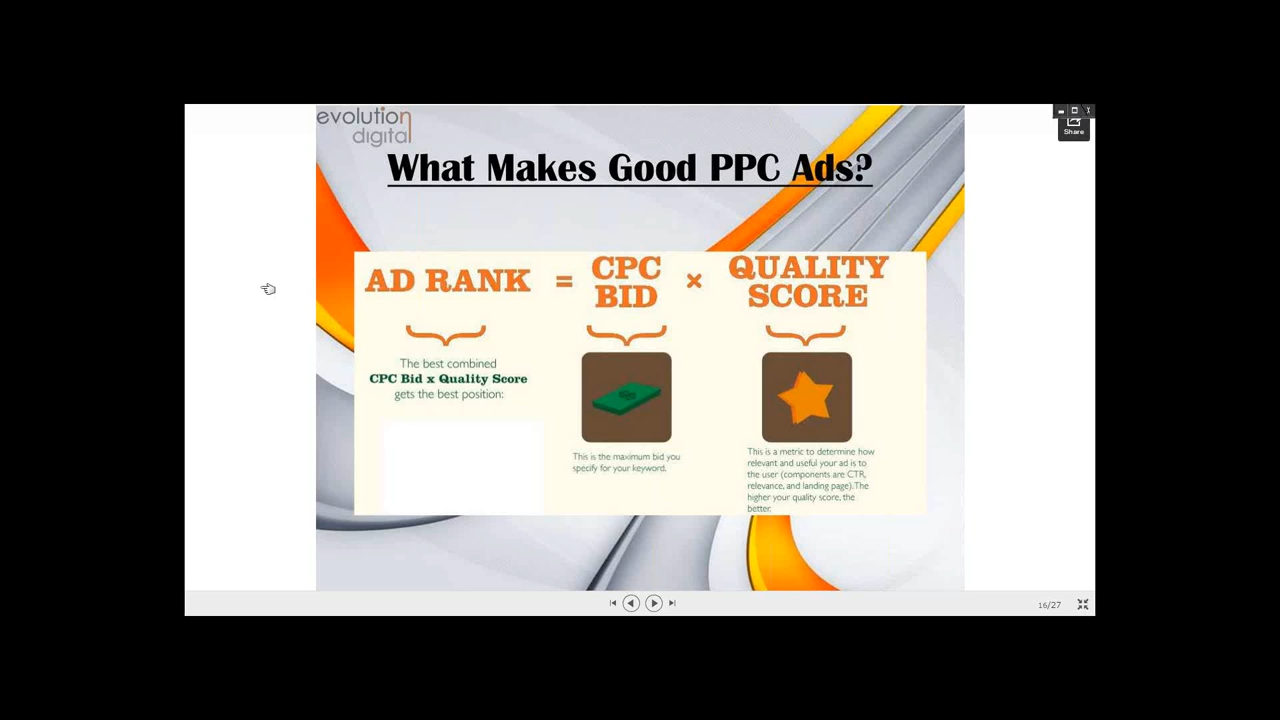 evolution
digital
Share
What Makes Good PPC Ads?
AD RANK = CPC BID × QUALITY SCORE
The best combined
CPC Bid x Quality Score
gets the best position:
This is the maximum bid you
specify for your keyword.
This is a metric to determine how
relevant and useful your ad is to
the user (components are CTR,
relevance, and landing page). The
higher your quality score, the
better.
16/27